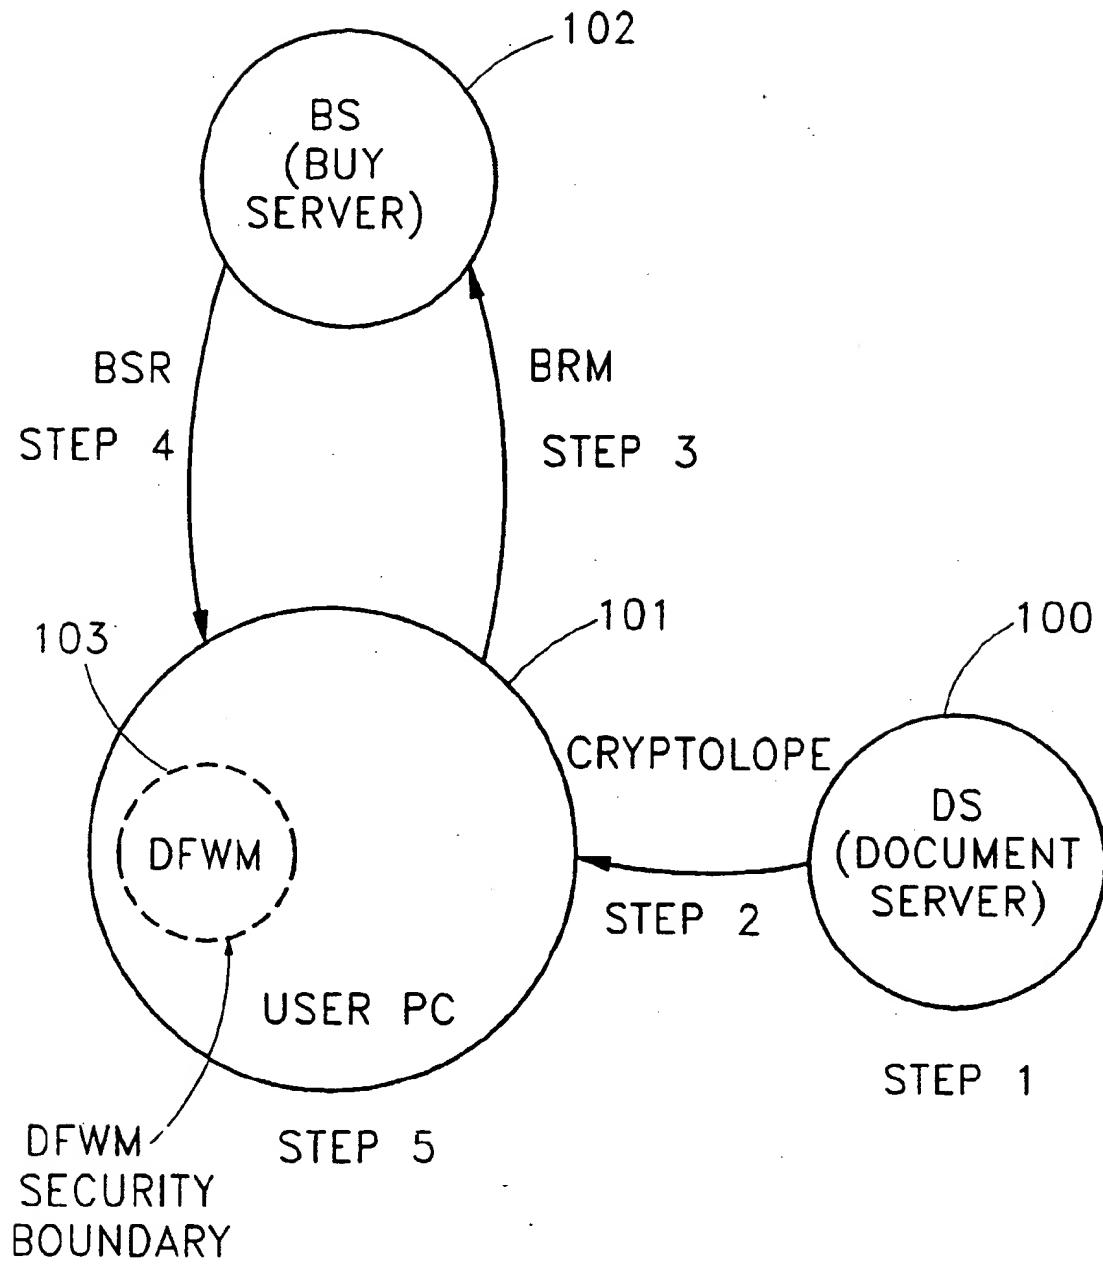 102
BS
(BUY
SERVER)
BSR
BRM
STEP 4
STEP 3
103
101
100
CRYPTOLOPE
DS
(DOCUMENT
SERVER)
DFWM
STEP 2
USER PC
STEP 1
DFWM
SECURITY
BOUNDARY
STEP 5